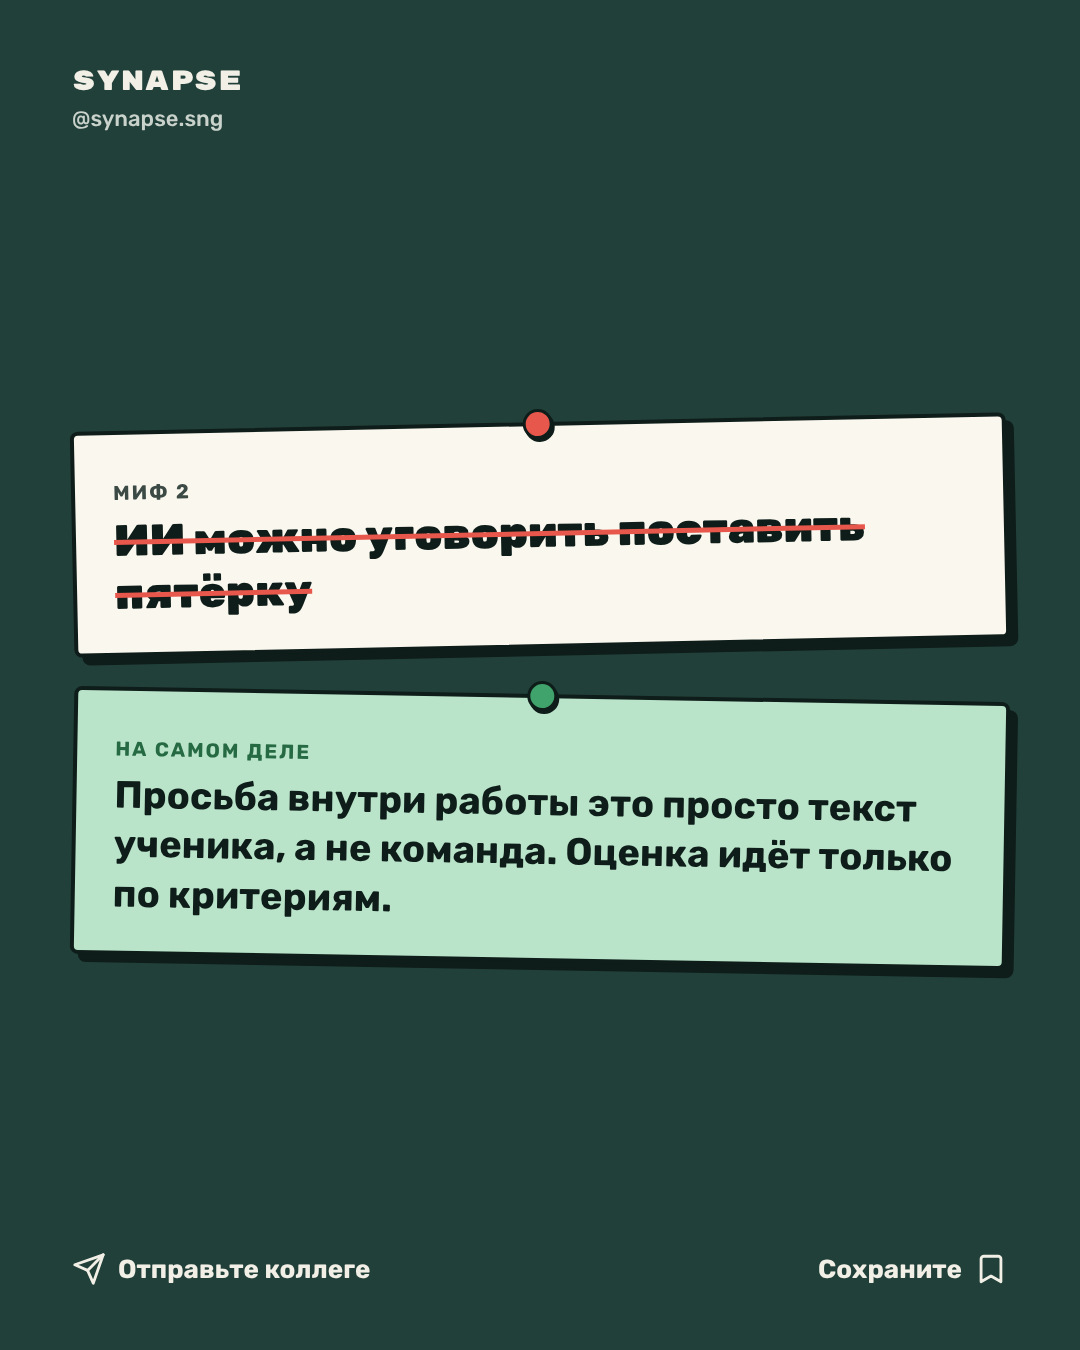 SYNAPSE
@synapse.sng
МИФ 2
ИИ можно уговорить поставить
пятёрку
НА САМОМ ДЕЛЕ
Просьба внутри работы это просто текст
ученика, а не команда. Оценка идёт только
по критериям.
Отправьте коллеге
Сохраните